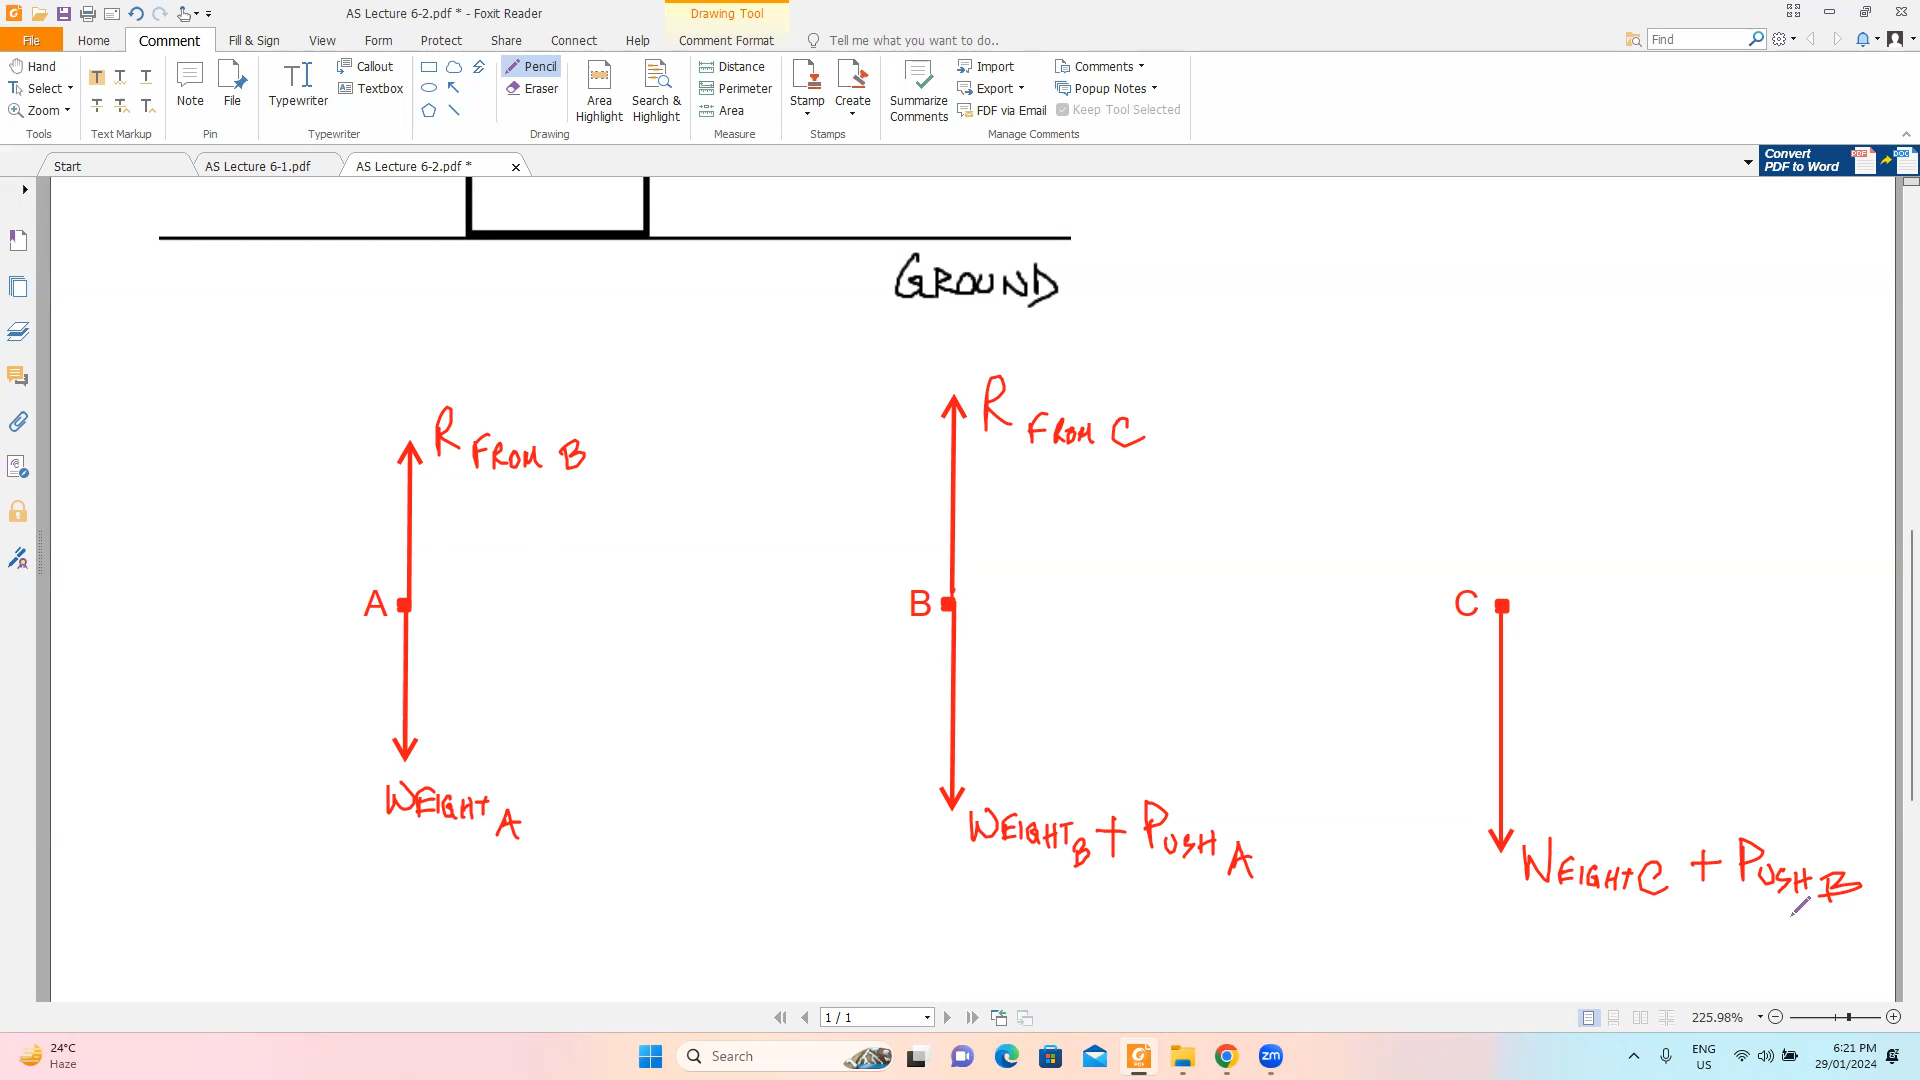 AS Lecture 6-2.pdf * - Foxit Reader
Drawing Tool
File Home Comment Fill & Sign View Form Protect Share Connect Help Comment Format Tell me what you want to do.. Find
Hand
Select
Zoom
Tools
Text Markup
Note
File
Pin
Typewriter
Callout
Textbox
Typewriter
Pencil
Eraser
Drawing
Area Highlight
Search & Highlight
Distance
Perimeter
Area
Measure
Stamp
Create
Stamps
Summarize Comments
Import
Export
FDF via Email
Comments
Popup Notes
Keep Tool Selected
Manage Comments
Start
AS Lecture 6-1.pdf
AS Lecture 6-2.pdf *
Convert
PDF to Word
PDF
DOC
GROUND
R FROM B
R FROM C
A
B
C
WEIGHT A
WEIGHT B + PUSH A
WEIGHT C + PUSH B
1 / 1
225.98%
24°C
Haze
Search
zm
ENG
US
6:21 PM
29/01/2024